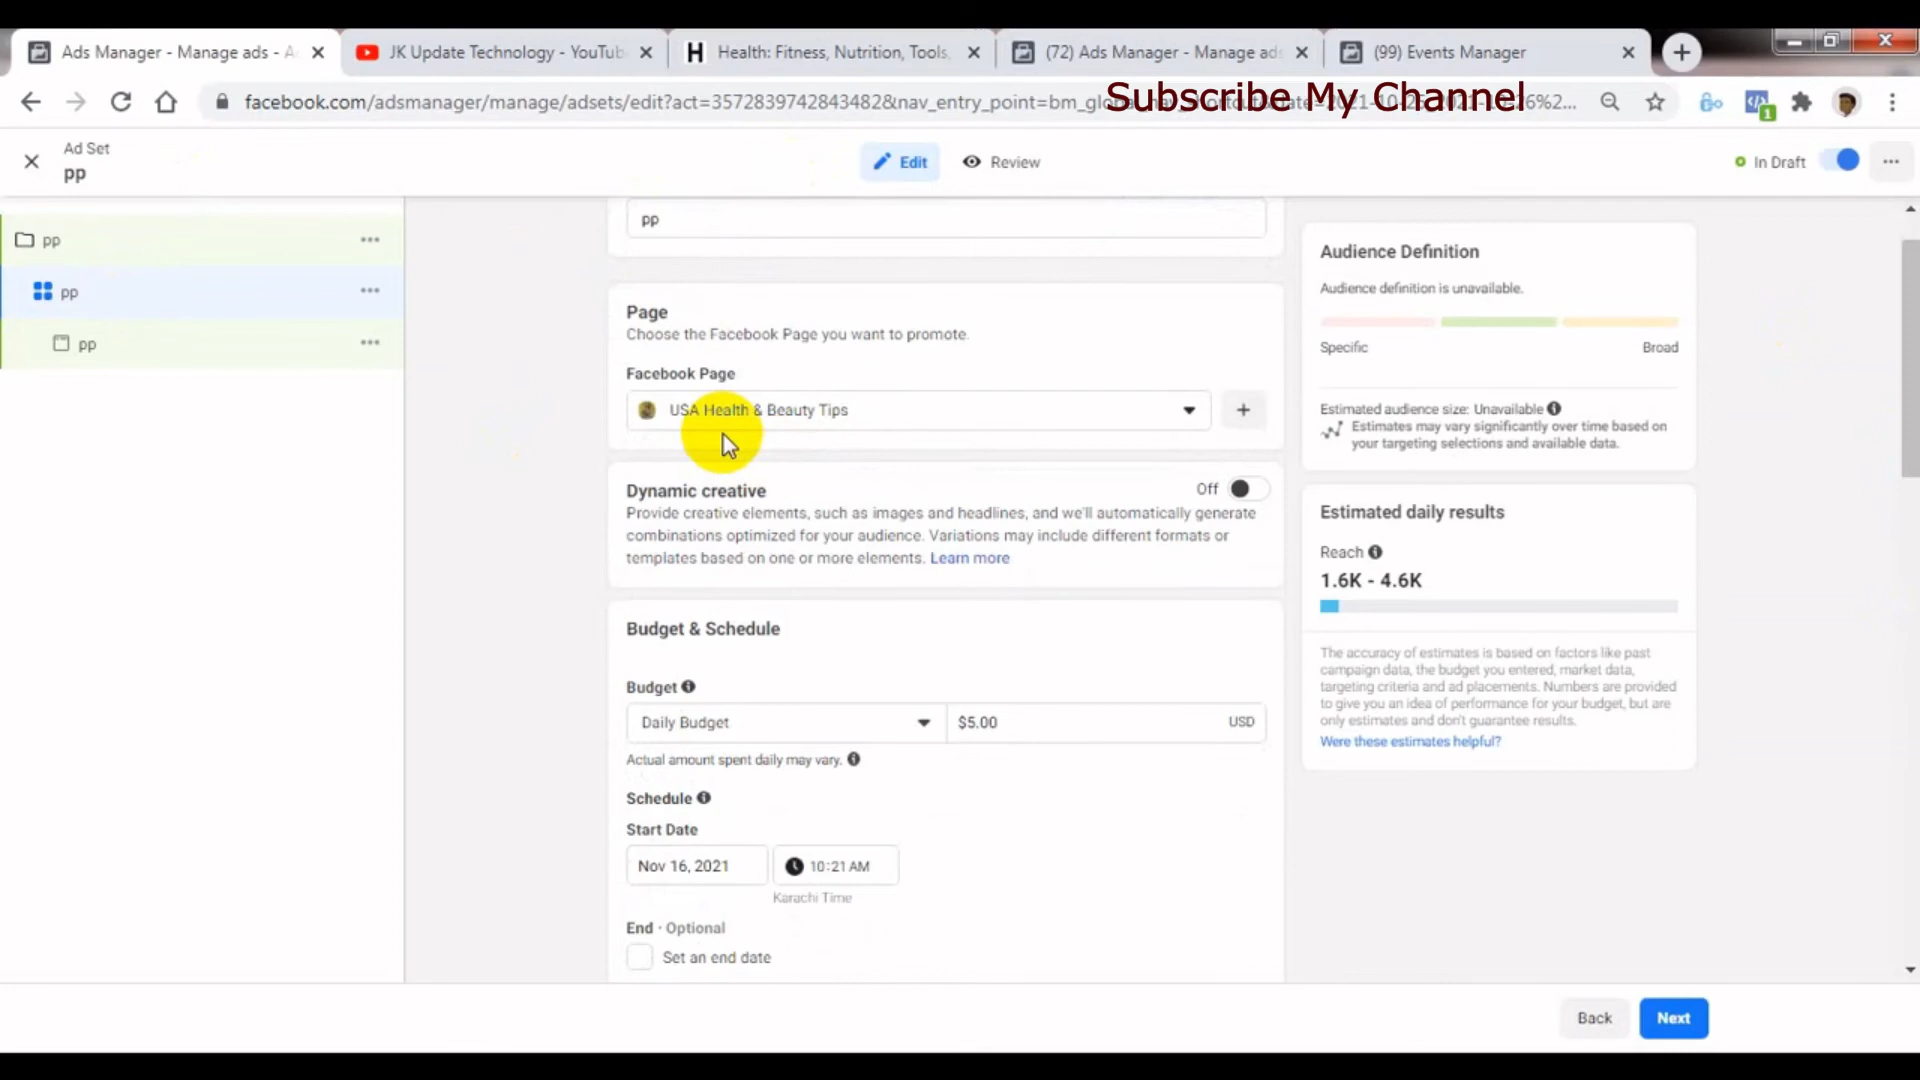 Ads Manager - Manage ads - A
JK Update Technology - YouTub
Health: Fitness, Nutrition, Tools,
(72) Ads Manager - Manage ads
(99) Events Manager
facebook.com/adsmanager/manage/adsets/edit?act=3572839742843482&nav_entry_point=bm_glo
Subscribe My Channel
Ad Set
pp
Edit
Review
In Draft
pp
pp
pp
pp
Page
Choose the Facebook Page you want to promote.
Facebook Page
USA Health & Beauty Tips
Dynamic creative
Off
Provide creative elements, such as images and headlines, and we'll automatically generate
combinations optimized for your audience. Variations may include different formats or
templates based on one or more elements. Learn more
Budget & Schedule
Budget
Daily Budget
$5.00
USD
Actual amount spent daily may vary.
Schedule
Start Date
Nov 16, 2021
10:21 AM
Karachi Time
End · Optional
Set an end date
Audience Definition
Audience definition is unavailable.
Specific
Broad
Estimated audience size: Unavailable
Estimates may vary significantly over time based on
your targeting selections and available data.
Estimated daily results
Reach
1.6K - 4.6K
The accuracy of estimates is based on factors like past
campaign data, the budget you entered, market data,
targeting criteria and ad placements. Numbers are provided
to give you an idea of performance for your budget, but are
only estimates and don't guarantee results.
Were these estimates helpful?
Back
Next